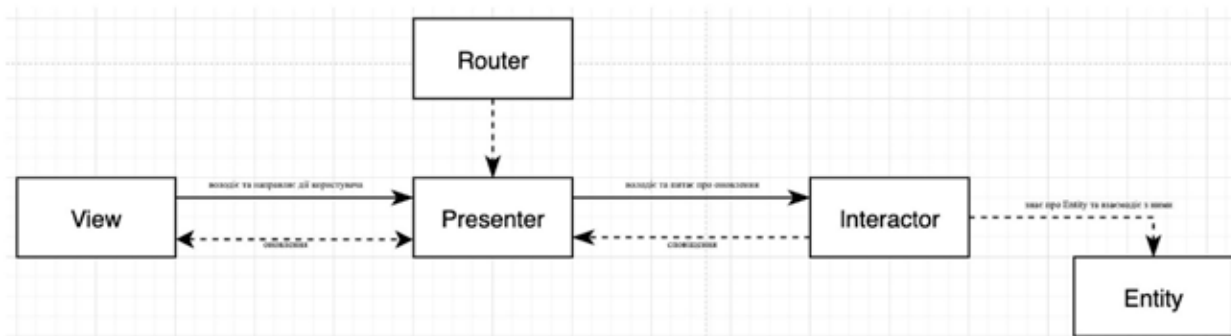 Router
володіє та направляє дії користувача
володіє та питає про оновлення
знає про Entity та взаємодіє з ними
View
Presenter
Interactor
оновлення
сповіщення
Entity